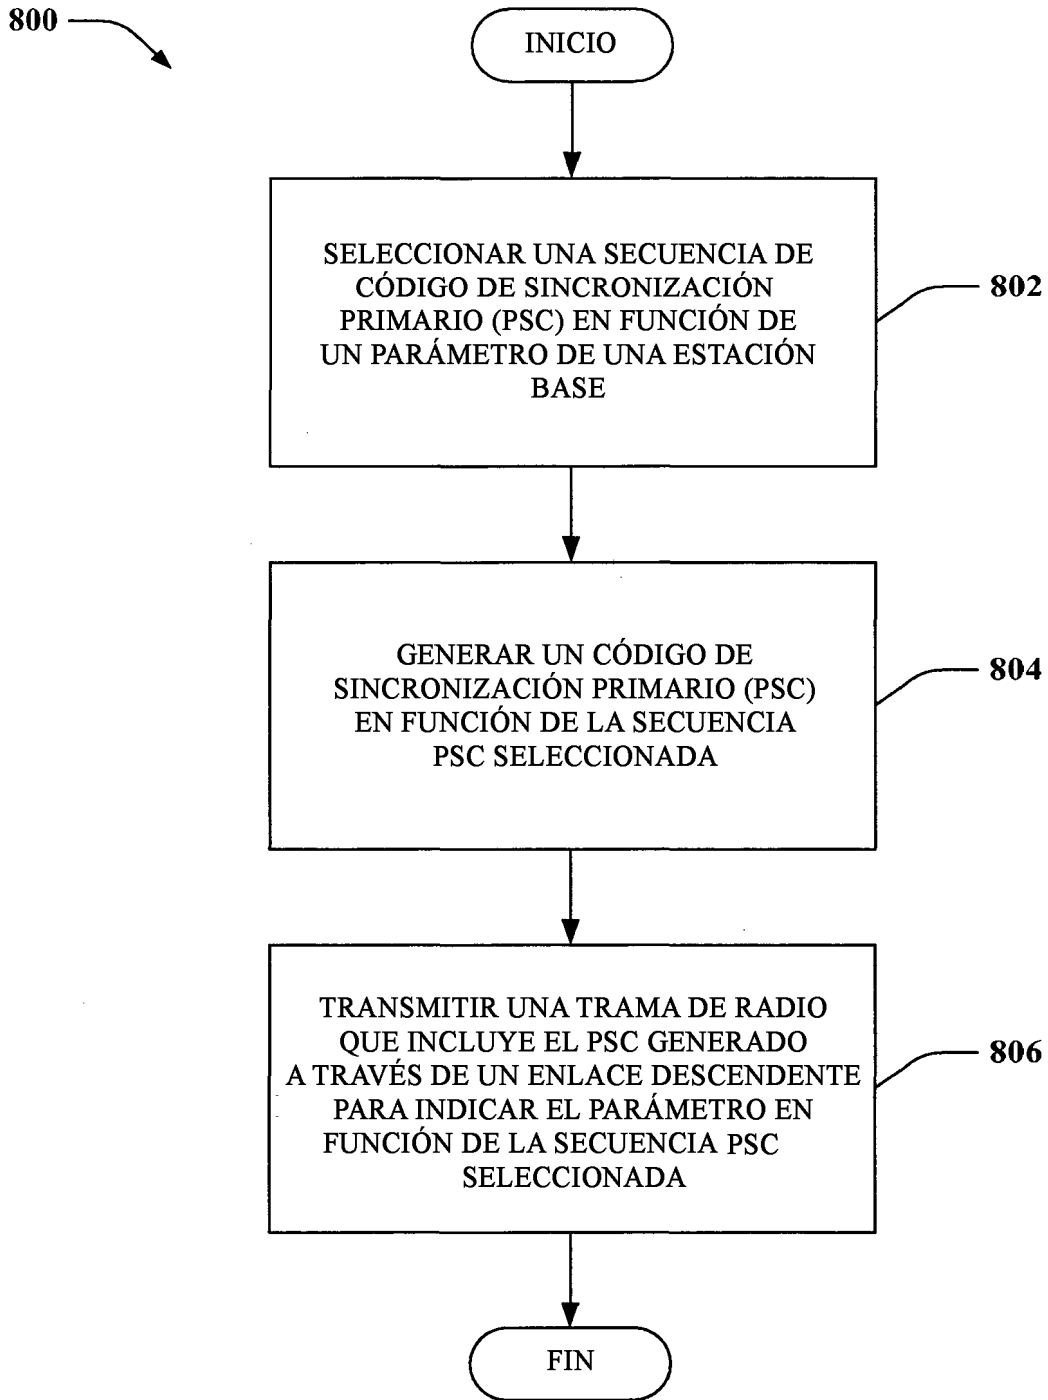 800
INICIO
SELECCIONAR UNA SECUENCIA DE
CÓDIGO DE SINCRONIZACIÓN
PRIMARIO (PSC) EN FUNCIÓN DE
UN PARÁMETRO DE UNA ESTACIÓN
BASE
802
GENERAR UN CÓDIGO DE
SINCRONIZACIÓN PRIMARIO (PSC)
EN FUNCIÓN DE LA SECUENCIA
PSC SELECCIONADA
804
TRANSMITIR UNA TRAMA DE RADIO
QUE INCLUYE EL PSC GENERADO
A TRAVÉS DE UN ENLACE DESCENDENTE
PARA INDICAR EL PARÁMETRO EN
FUNCIÓN DE LA SECUENCIA PSC
SELECCIONADA
806
FIN